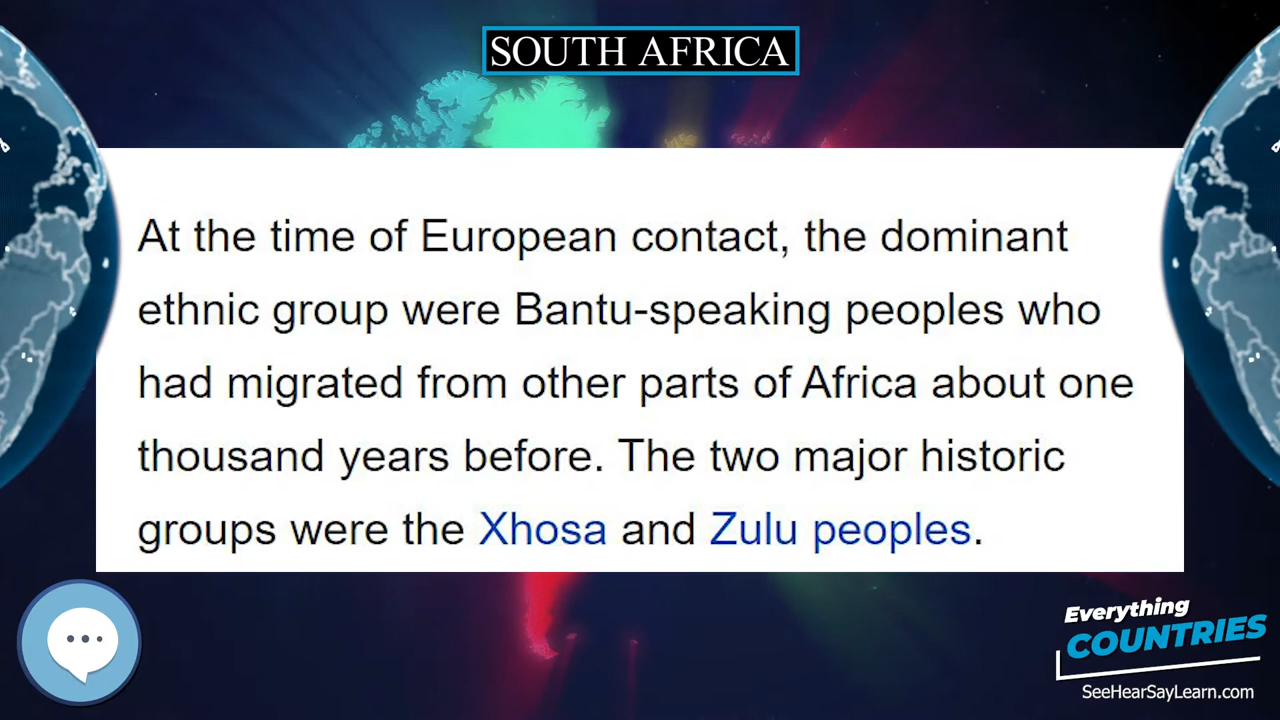 SOUTH AFRICA
At the time of European contact, the dominant
ethnic group were Bantu-speaking peoples who
had migrated from other parts of Africa about one
thousand years before. The two major historic
groups were the Xhosa and Zulu peoples.
Everything
COUNTRIES
SeeHearSayLearn.com